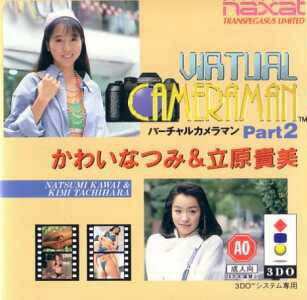 naxat
TRANSPEGASUS LIMITED
VIRTUAL
CAMERAMAN
TM
バーチャルカメラマン Part2
かわいなつみ&立原貴美
NATSUMI KAWAI &
KIMI TACHIHARA
AO
成人向
3DO
3DO™システム専用